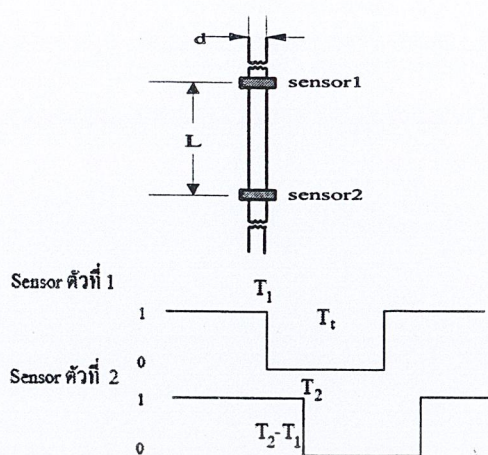 d
sensor1
L
sensor2
Sensor ตัวที่ 1
T1
1
Tt
0
Sensor ตัวที่ 2
T2
1
T2-T1
0